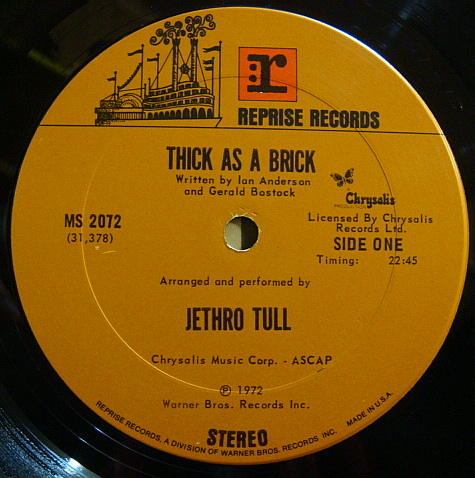 r
REPRISE RECORDS
THICK AS A BRICK
Written by Ian Anderson
and Gerald Bostock
Chrysalis
PRODUCTION
MS 2072
(31,378)
Licensed By Chrysalis
Records Ltd.
SIDE ONE
Timing: 22:45
Arranged and performed by
JETHRO TULL
Chrysalis Music Corp. - ASCAP
℗ 1972
Warner Bros. Records Inc.
STEREO
REPRISE RECORDS, A DIVISION OF WARNER BROS. RECORDS INC. MADE IN U.S.A.